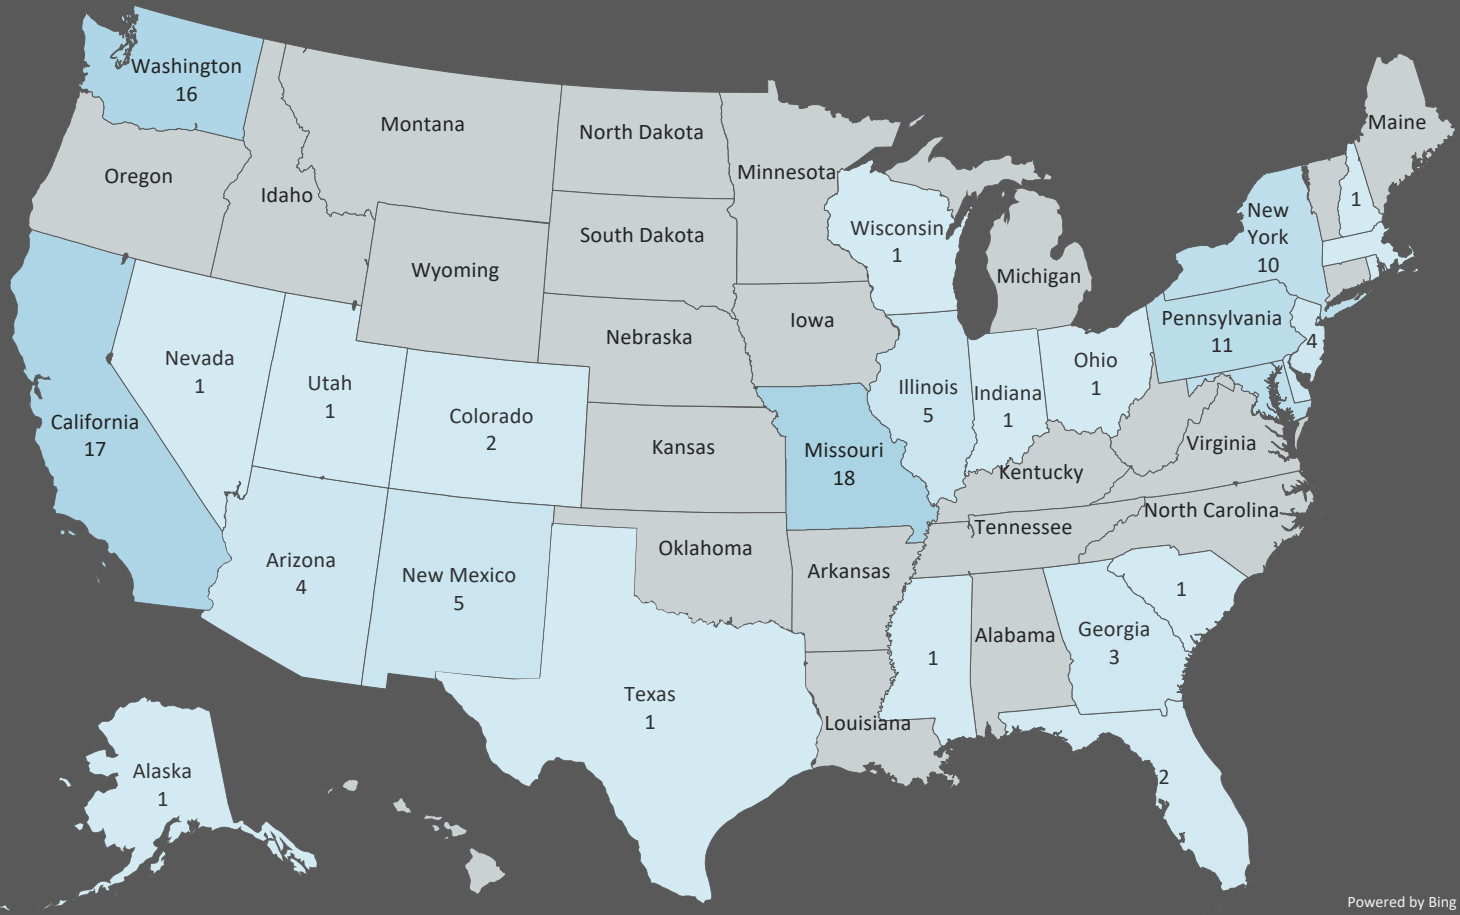 Washington
16
Montana
North Dakota
Minnesota
Maine
Oregon
Idaho
Wisconsin
1
1
New
York
10
South Dakota
Wyoming
Michigan
Iowa
Nebraska
Pennsylvania
11
4
Nevada
1
Utah
1
Colorado
2
Illinois
5
Indiana
1
Ohio
1
California
17
Kansas
Missouri
18
Kentucky
Virginia
North Carolina
Tennessee
Arizona
4
New Mexico
5
Oklahoma
Arkansas
1
Alabama
Georgia
3
1
Texas
1
Louisiana
2
Alaska
1
Powered by Bing